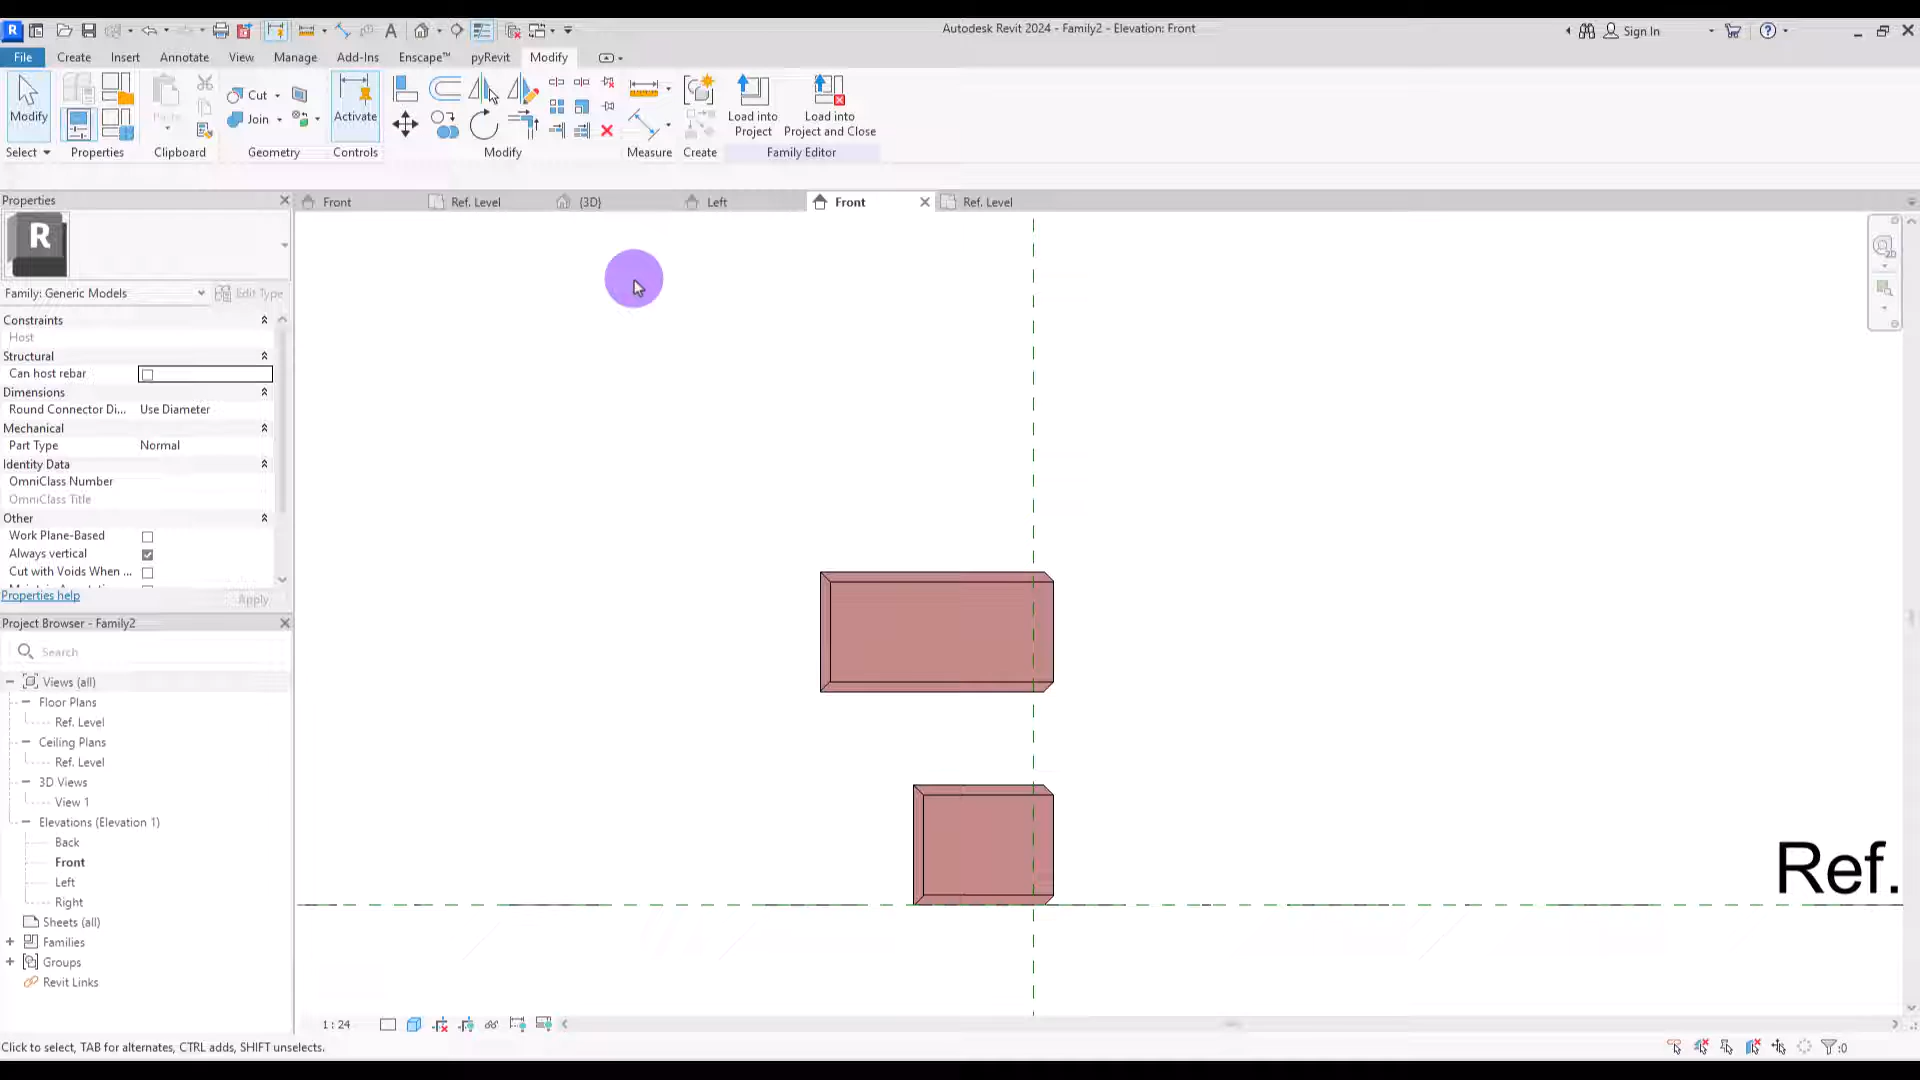 Autodesk Revit 2024 - Family2 - Elevation: Front
Sign In
File Create Insert Annotate View Manage Add-Ins Enscape™ pyRevit Modify
Modify
Cut
Join
Activate
Load into Project
Load into Project and Close
Select Properties Clipboard Geometry Controls Modify Measure Create Family Editor
Properties
Front Ref. Level {3D} Left Front Ref. Level
R
Family: Generic Models
Edit Type
Constraints
Host
Structural
Can host rebar
Dimensions
Round Connector Di... Use Diameter
Mechanical
Part Type Normal
Identity Data
OmniClass Number
OmniClass Title
Other
Work Plane-Based
Always vertical
Cut with Voids When ...
Properties help
Apply
Project Browser - Family2
Search
Views (all)
Floor Plans
Ref. Level
Ceiling Plans
Ref. Level
3D Views
View 1
Elevations (Elevation 1)
Back
Front
Left
Right
Sheets (all)
Families
Groups
Revit Links
Ref.
1 : 24
Click to select, TAB for alternates, CTRL adds, SHIFT unselects.
:0